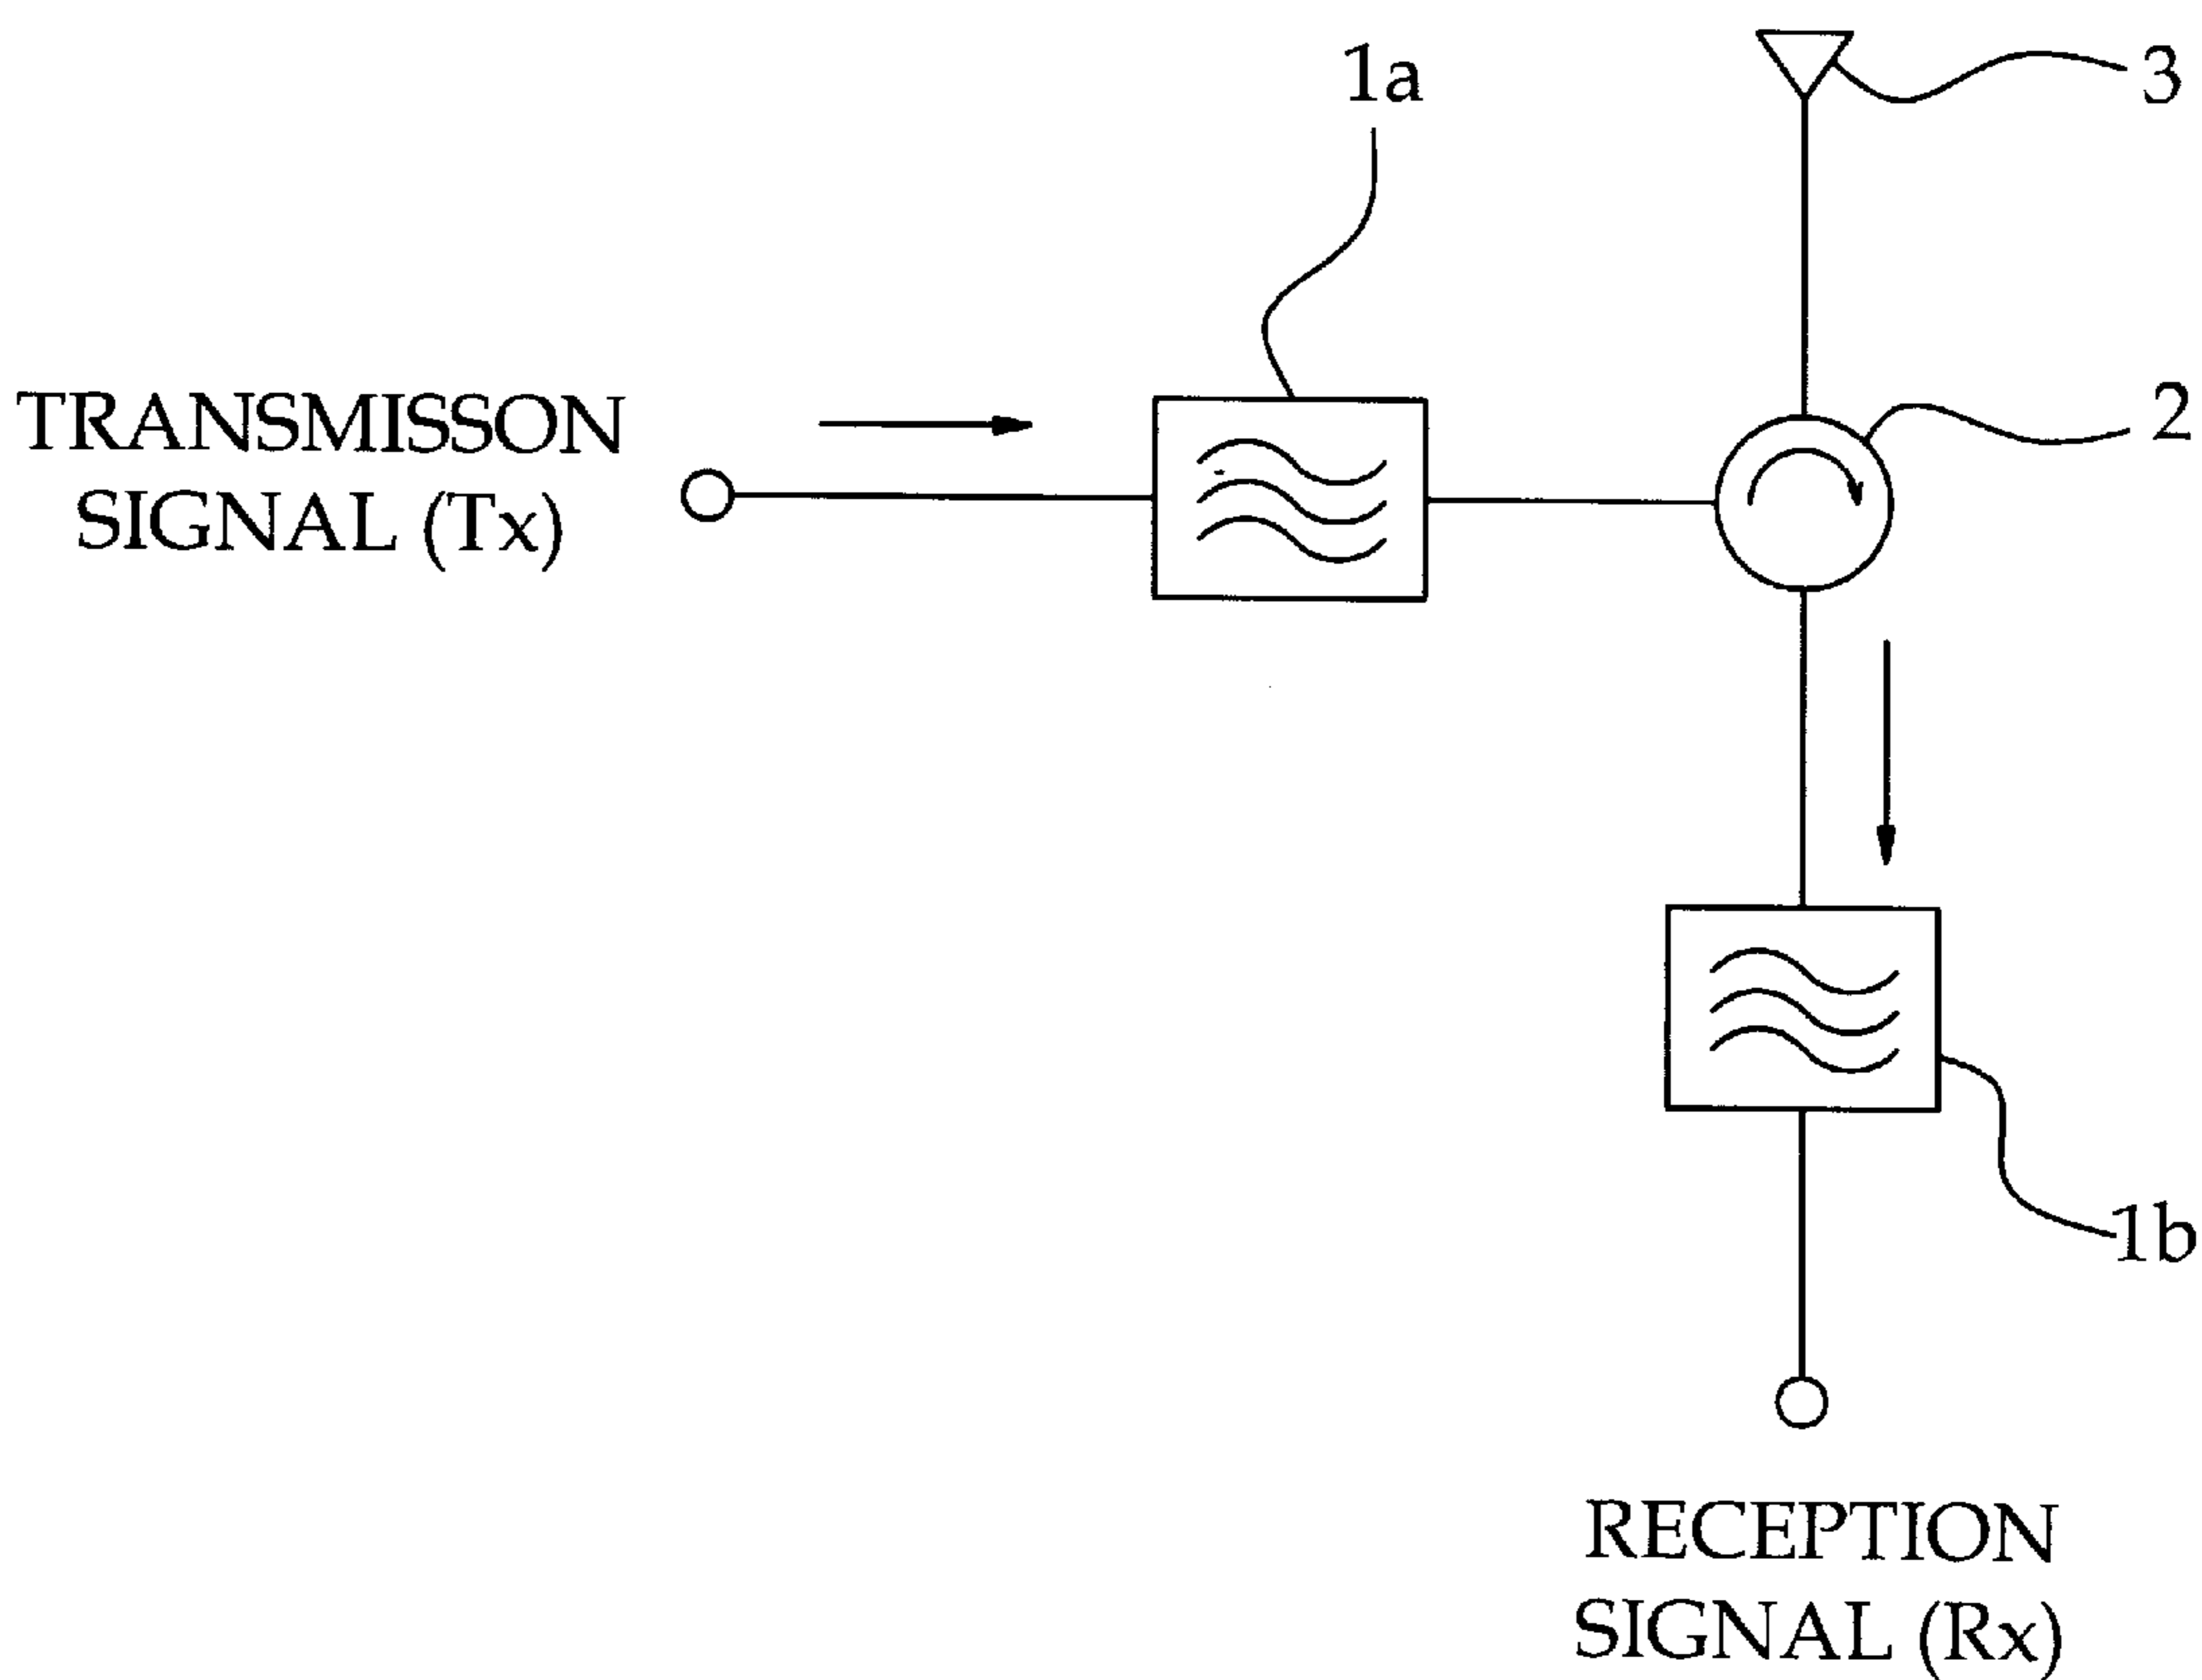 1a
3
TRANSMISSON
SIGNAL (Tx)
2
1b
RECEPTION
SIGNAL (Rx)